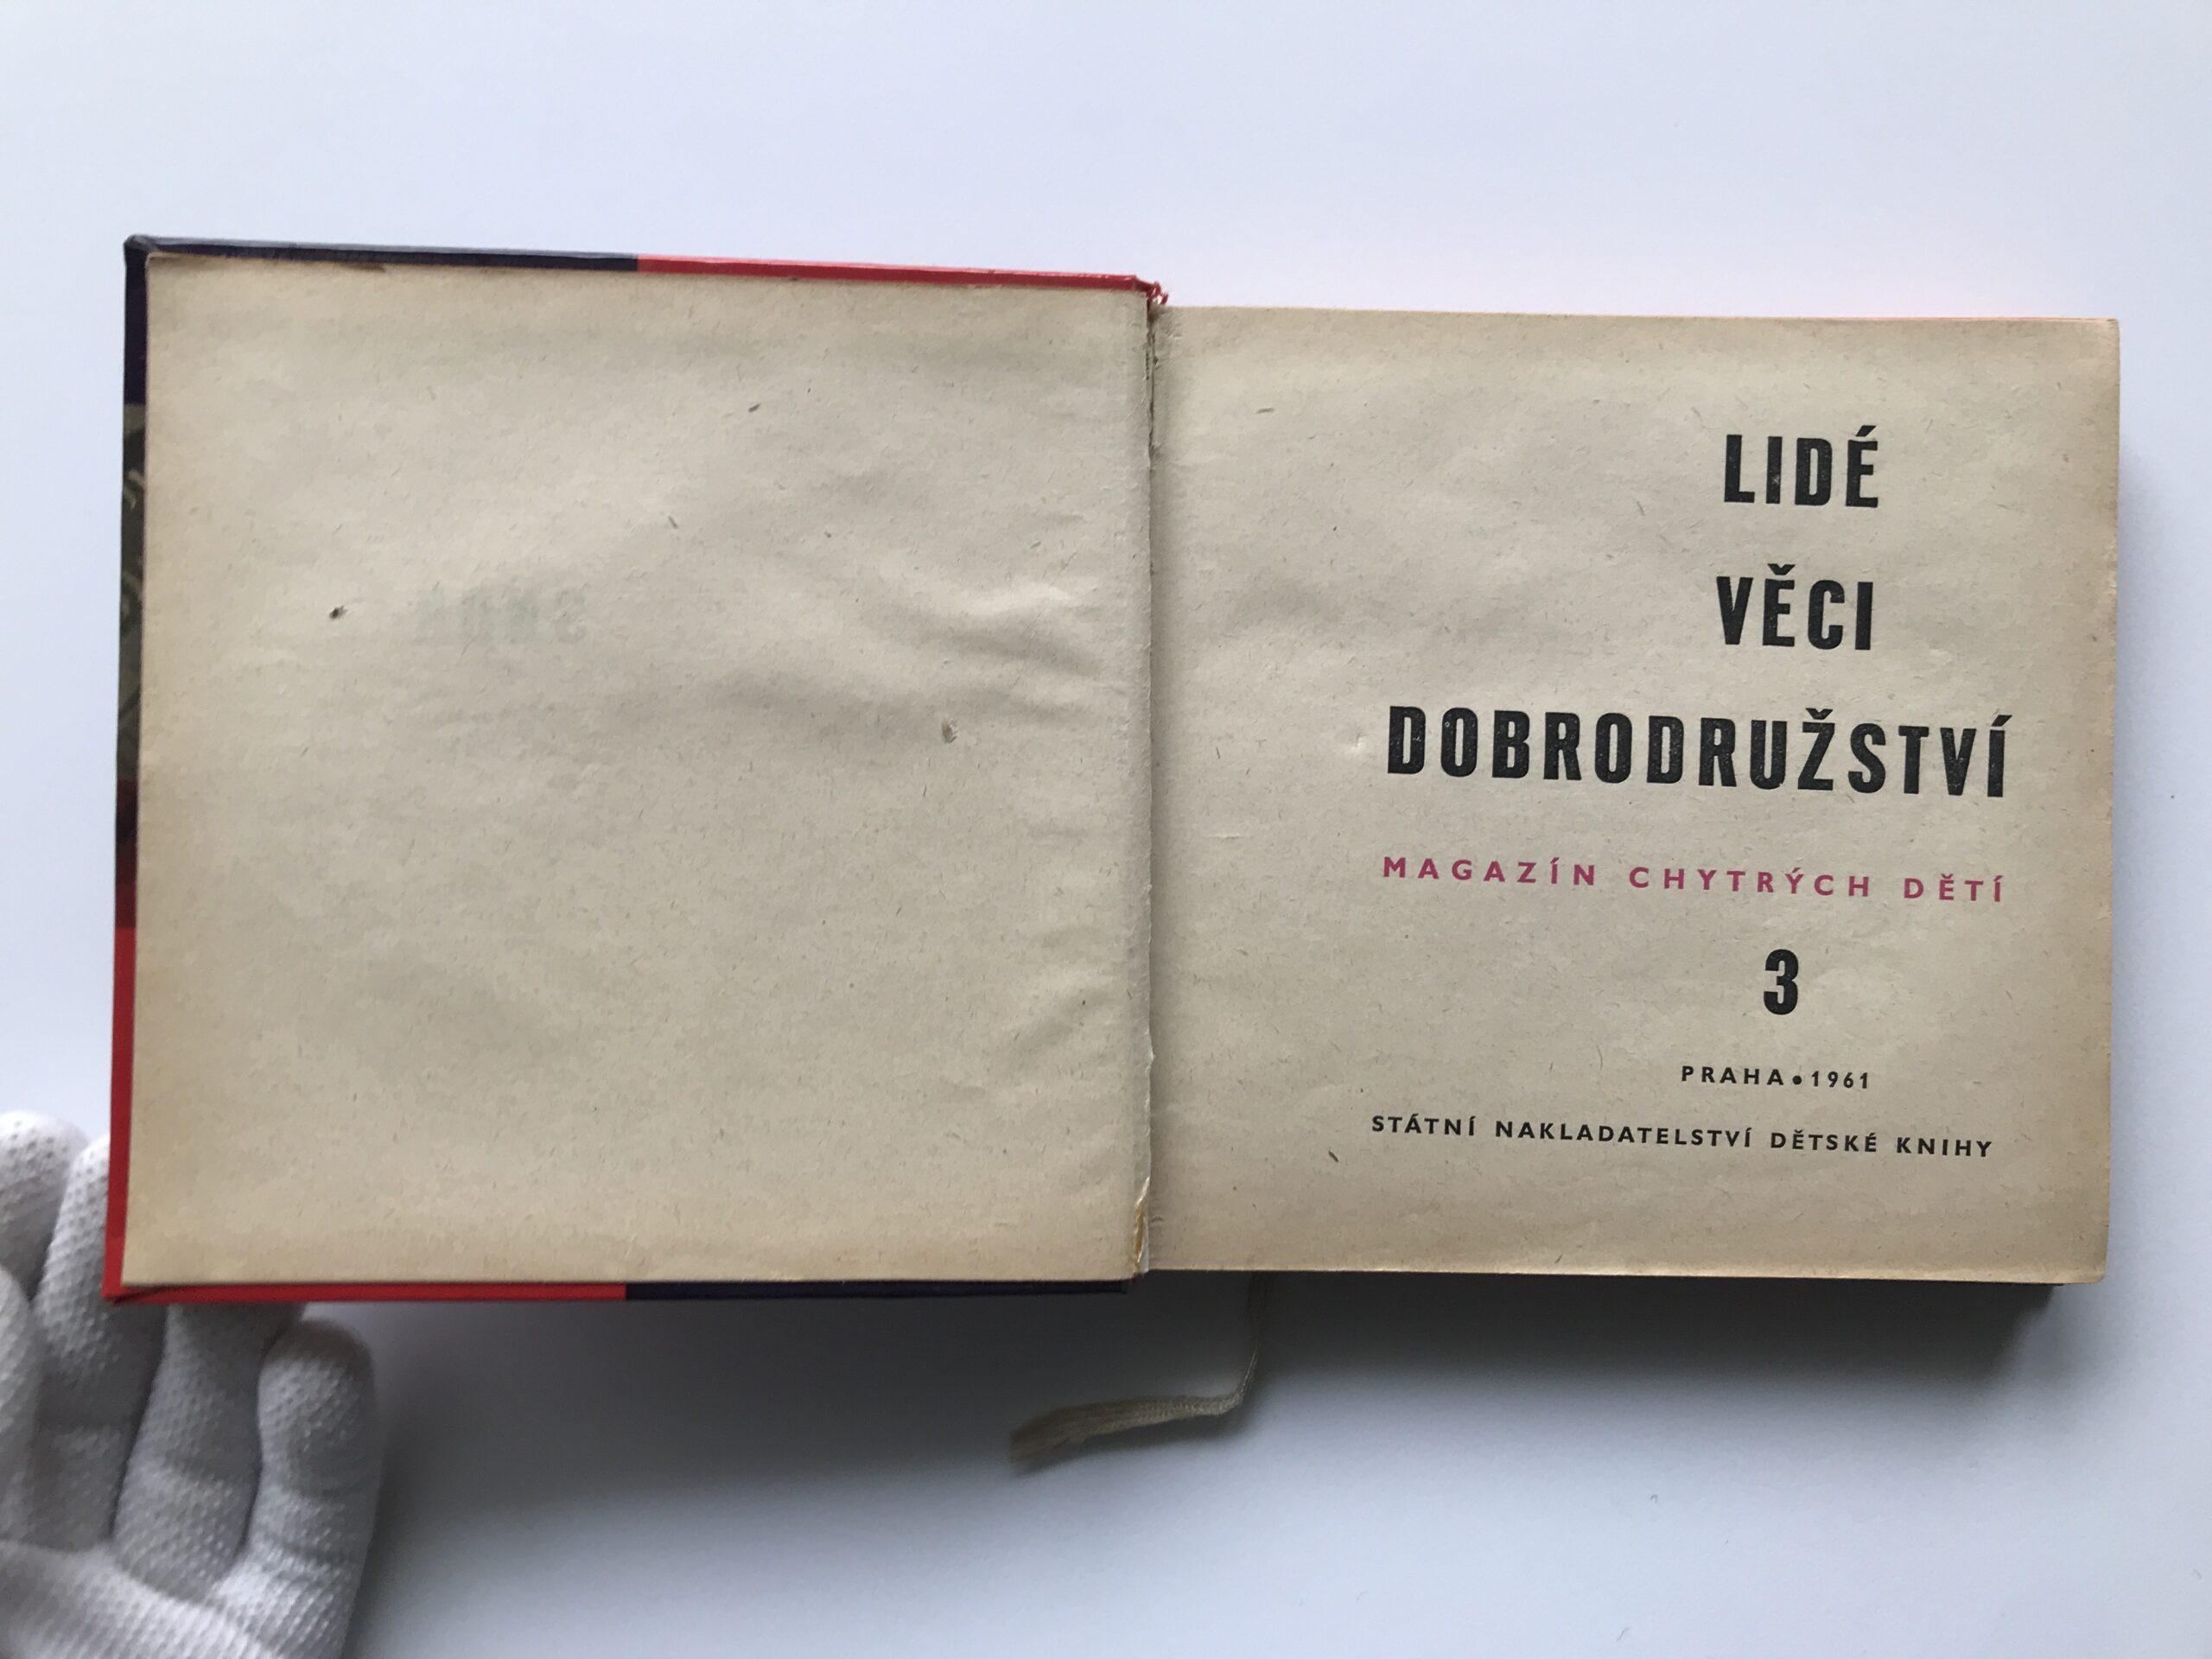 LIDÉ
VĚCI
DOBRODRUŽSTVÍ
MAGAZÍN CHYTRÝCH DĚTÍ
3
PRAHA • 1961
STÁTNÍ NAKLADATELSTVÍ DĚTSKÉ KNIHY